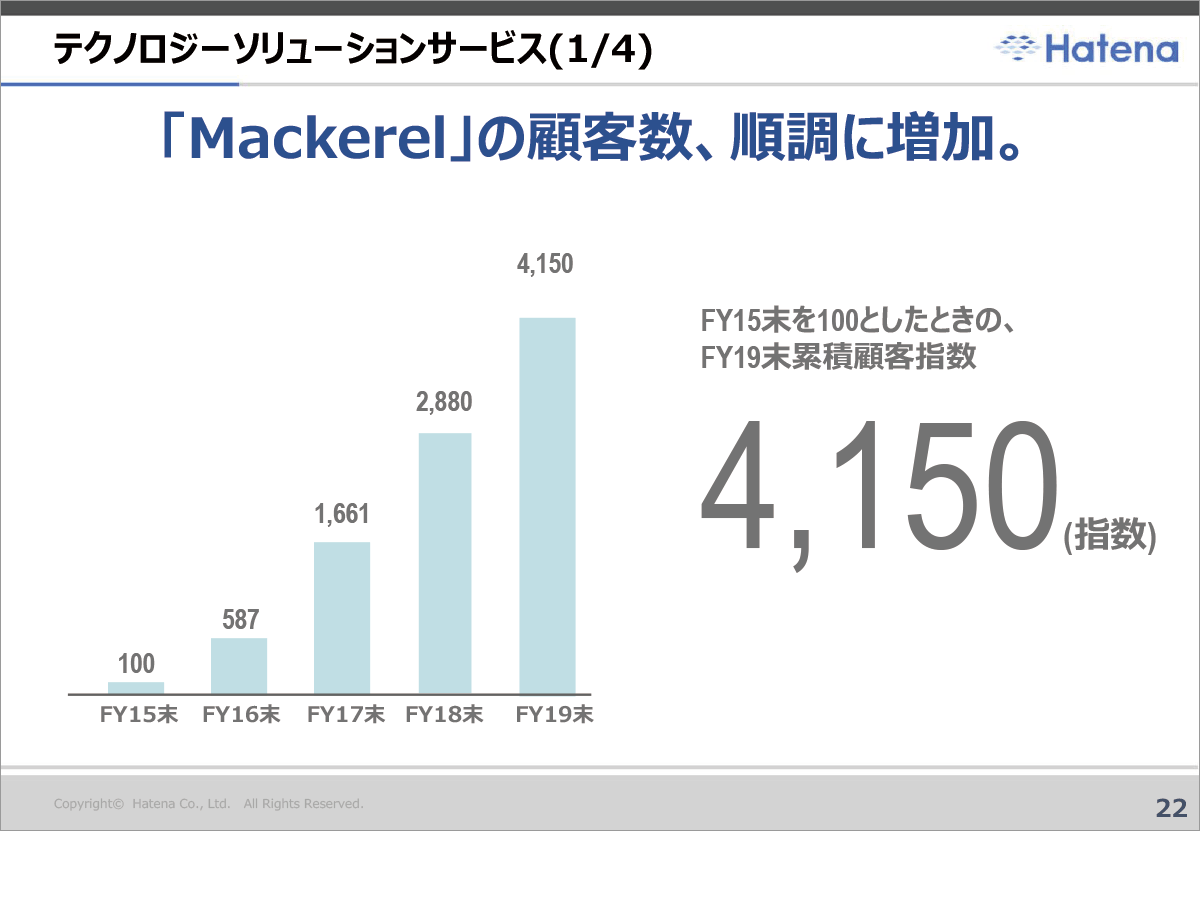 テクノロジーソリューションサービス(1/4)
Hatena
「Mackerel」の顧客数、順調に増加。
4,150
2,880
1,661
587
100
FY15末 FY16末 FY17末 FY18末 FY19末
FY15末を100としたときの、
FY19末累積顧客指数
4,150(指数)
Copyright© Hatena Co., Ltd. All Rights Reserved.
22